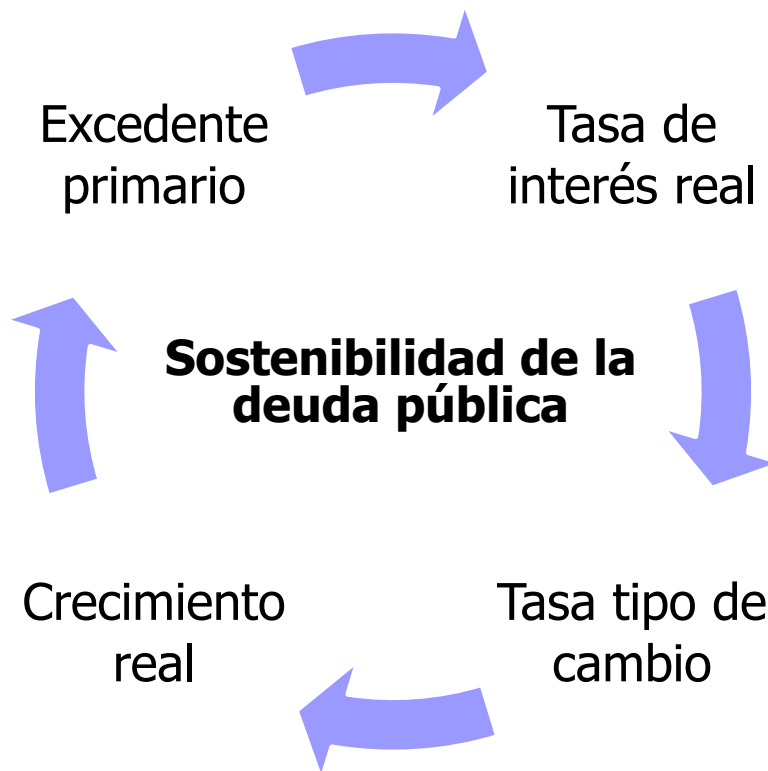 Excedente
primario
Tasa de
interés real
Sostenibilidad de la
deuda pública
Crecimiento
real
Tasa tipo de
cambio